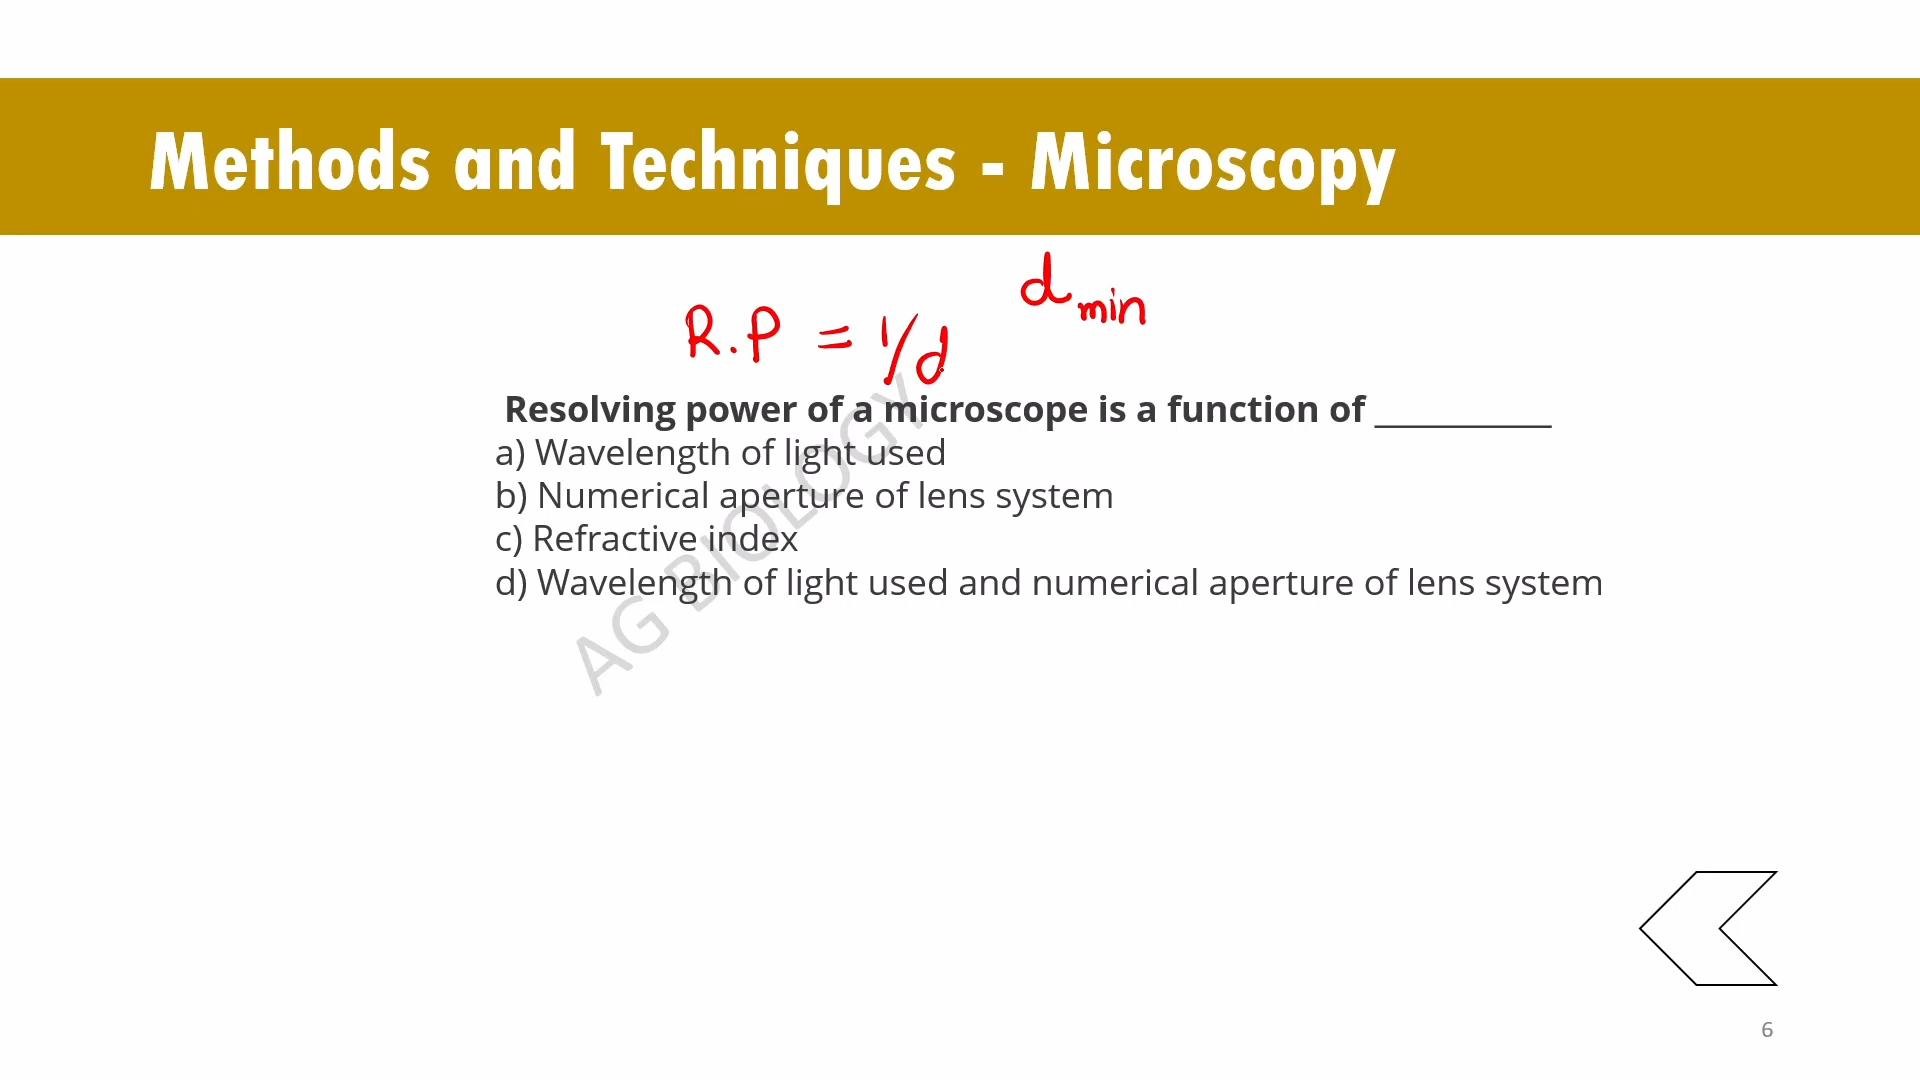 Methods and Techniques - Microscopy
d min
R.P = 1/d
Resolving power of a microscope is a function of __________
a) Wavelength of light used
b) Numerical aperture of lens system
c) Refractive index
d) Wavelength of light used and numerical aperture of lens system
AG BIOLOGY
6